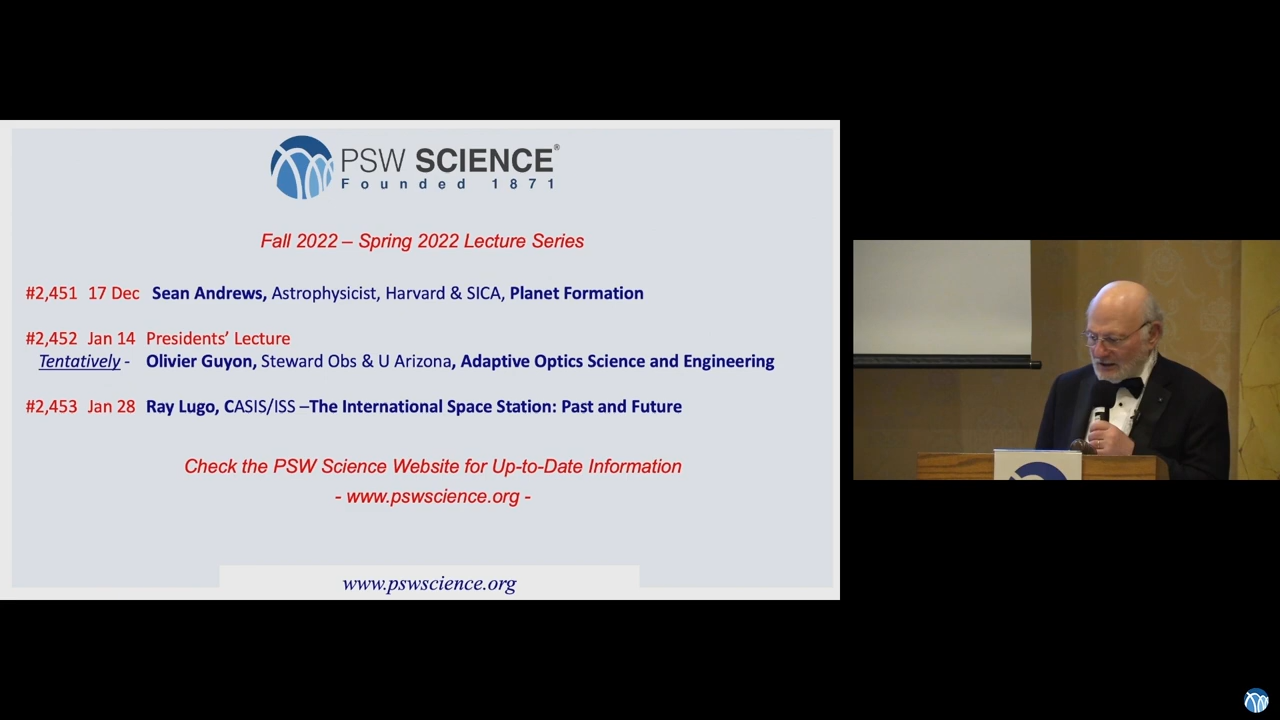 PSW SCIENCE®
Founded 1871
Fall 2022 – Spring 2022 Lecture Series
#2,451 17 Dec Sean Andrews, Astrophysicist, Harvard & SICA, Planet Formation
#2,452 Jan 14 Presidents’ Lecture
Tentatively - Olivier Guyon, Steward Obs & U Arizona, Adaptive Optics Science and Engineering
#2,453 Jan 28 Ray Lugo, CASIS/ISS –The International Space Station: Past and Future
Check the PSW Science Website for Up-to-Date Information
- www.pswscience.org -
www.pswscience.org